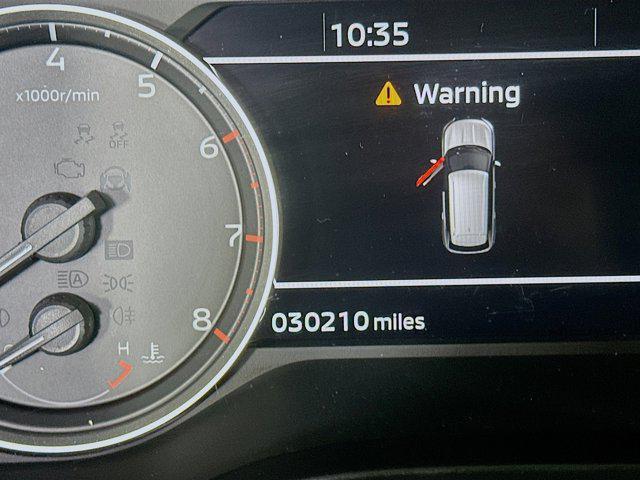 10:35
4
x1000r/min
5
Warning
OFF
6
7
8
030210 miles
A
H